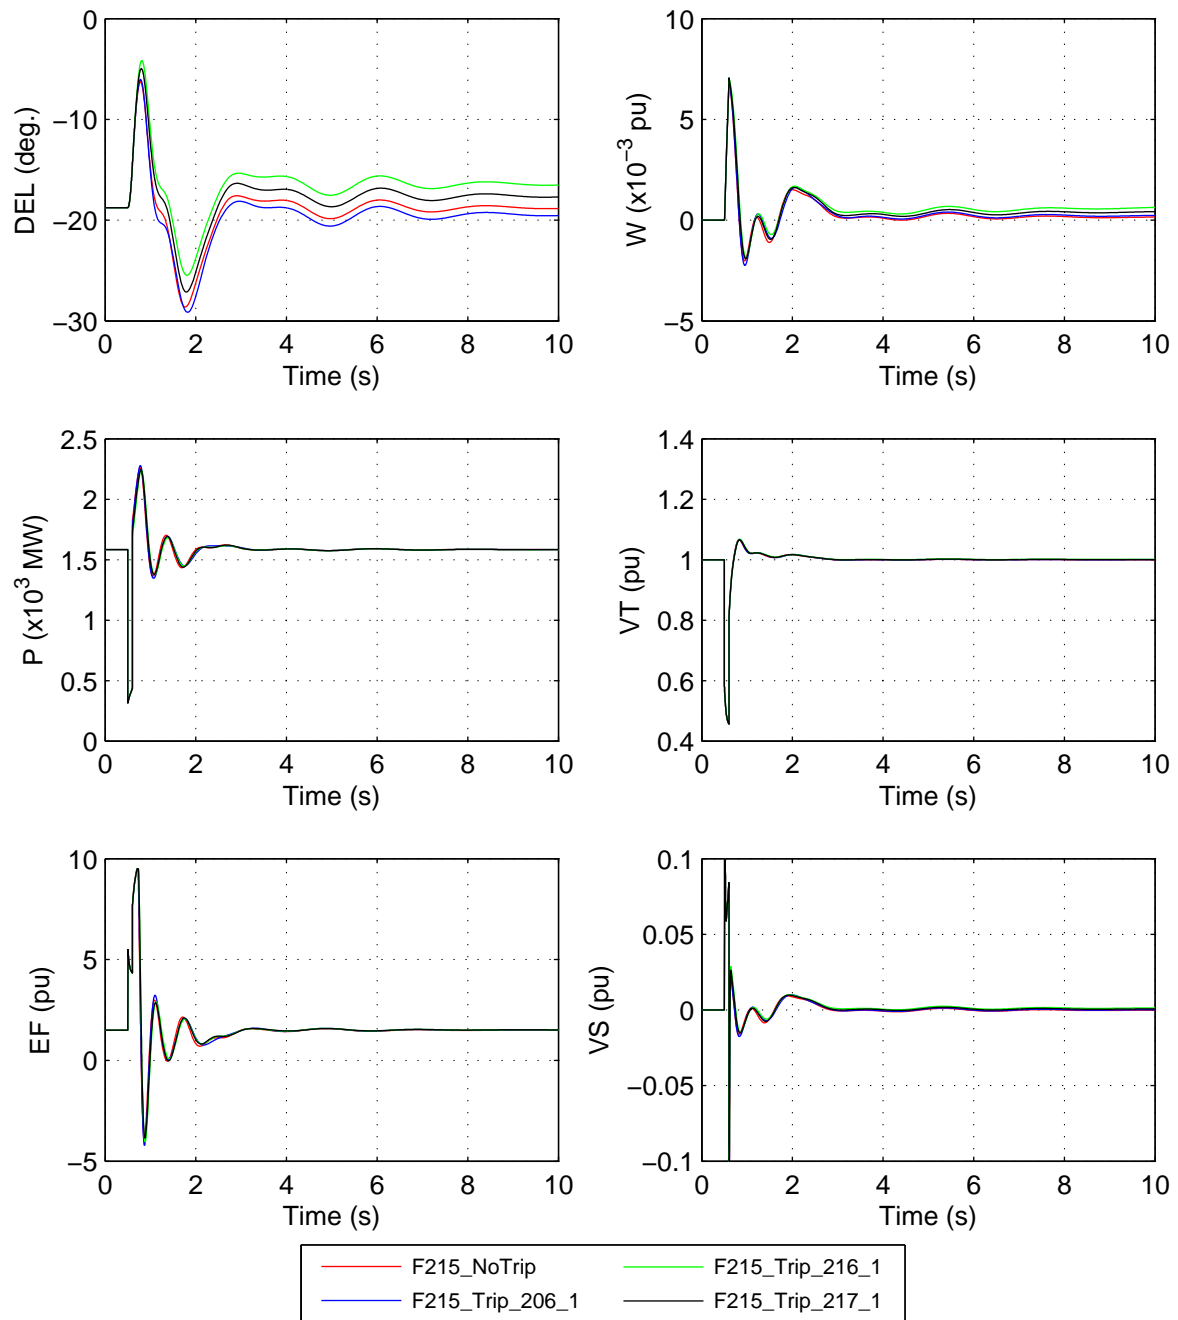 0
−10
−20
−30
DEL (deg.)
0 2 4 6 8 10
Time (s)
10
5
0
−5
W (x10−3 pu)
0 2 4 6 8 10
Time (s)
2.5
2
1.5
1
0.5
0
P (x103 MW)
0 2 4 6 8 10
Time (s)
1.4
1.2
1
0.8
0.6
0.4
VT (pu)
0 2 4 6 8 10
Time (s)
10
5
0
−5
EF (pu)
0 2 4 6 8 10
Time (s)
0.1
0.05
0
−0.05
−0.1
VS (pu)
0 2 4 6 8 10
Time (s)
F215_NoTrip
F215_Trip_206_1
F215_Trip_216_1
F215_Trip_217_1